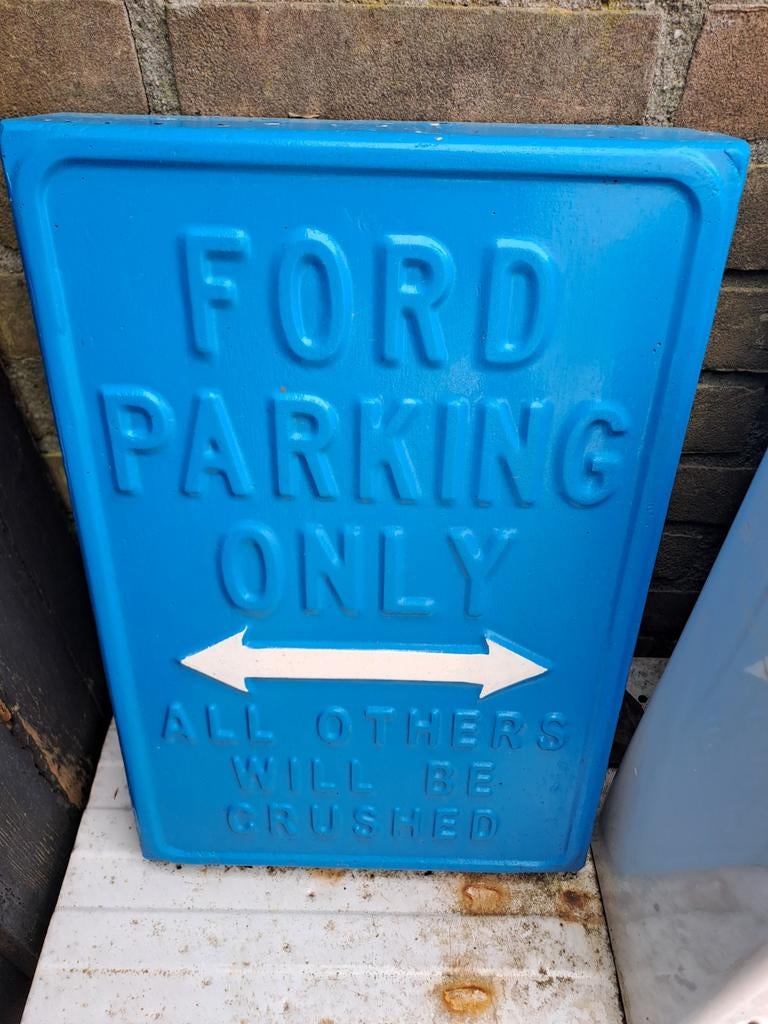 FORD
PARKING
ONLY
ALL OTHERS
WILL BE
CRUSHED